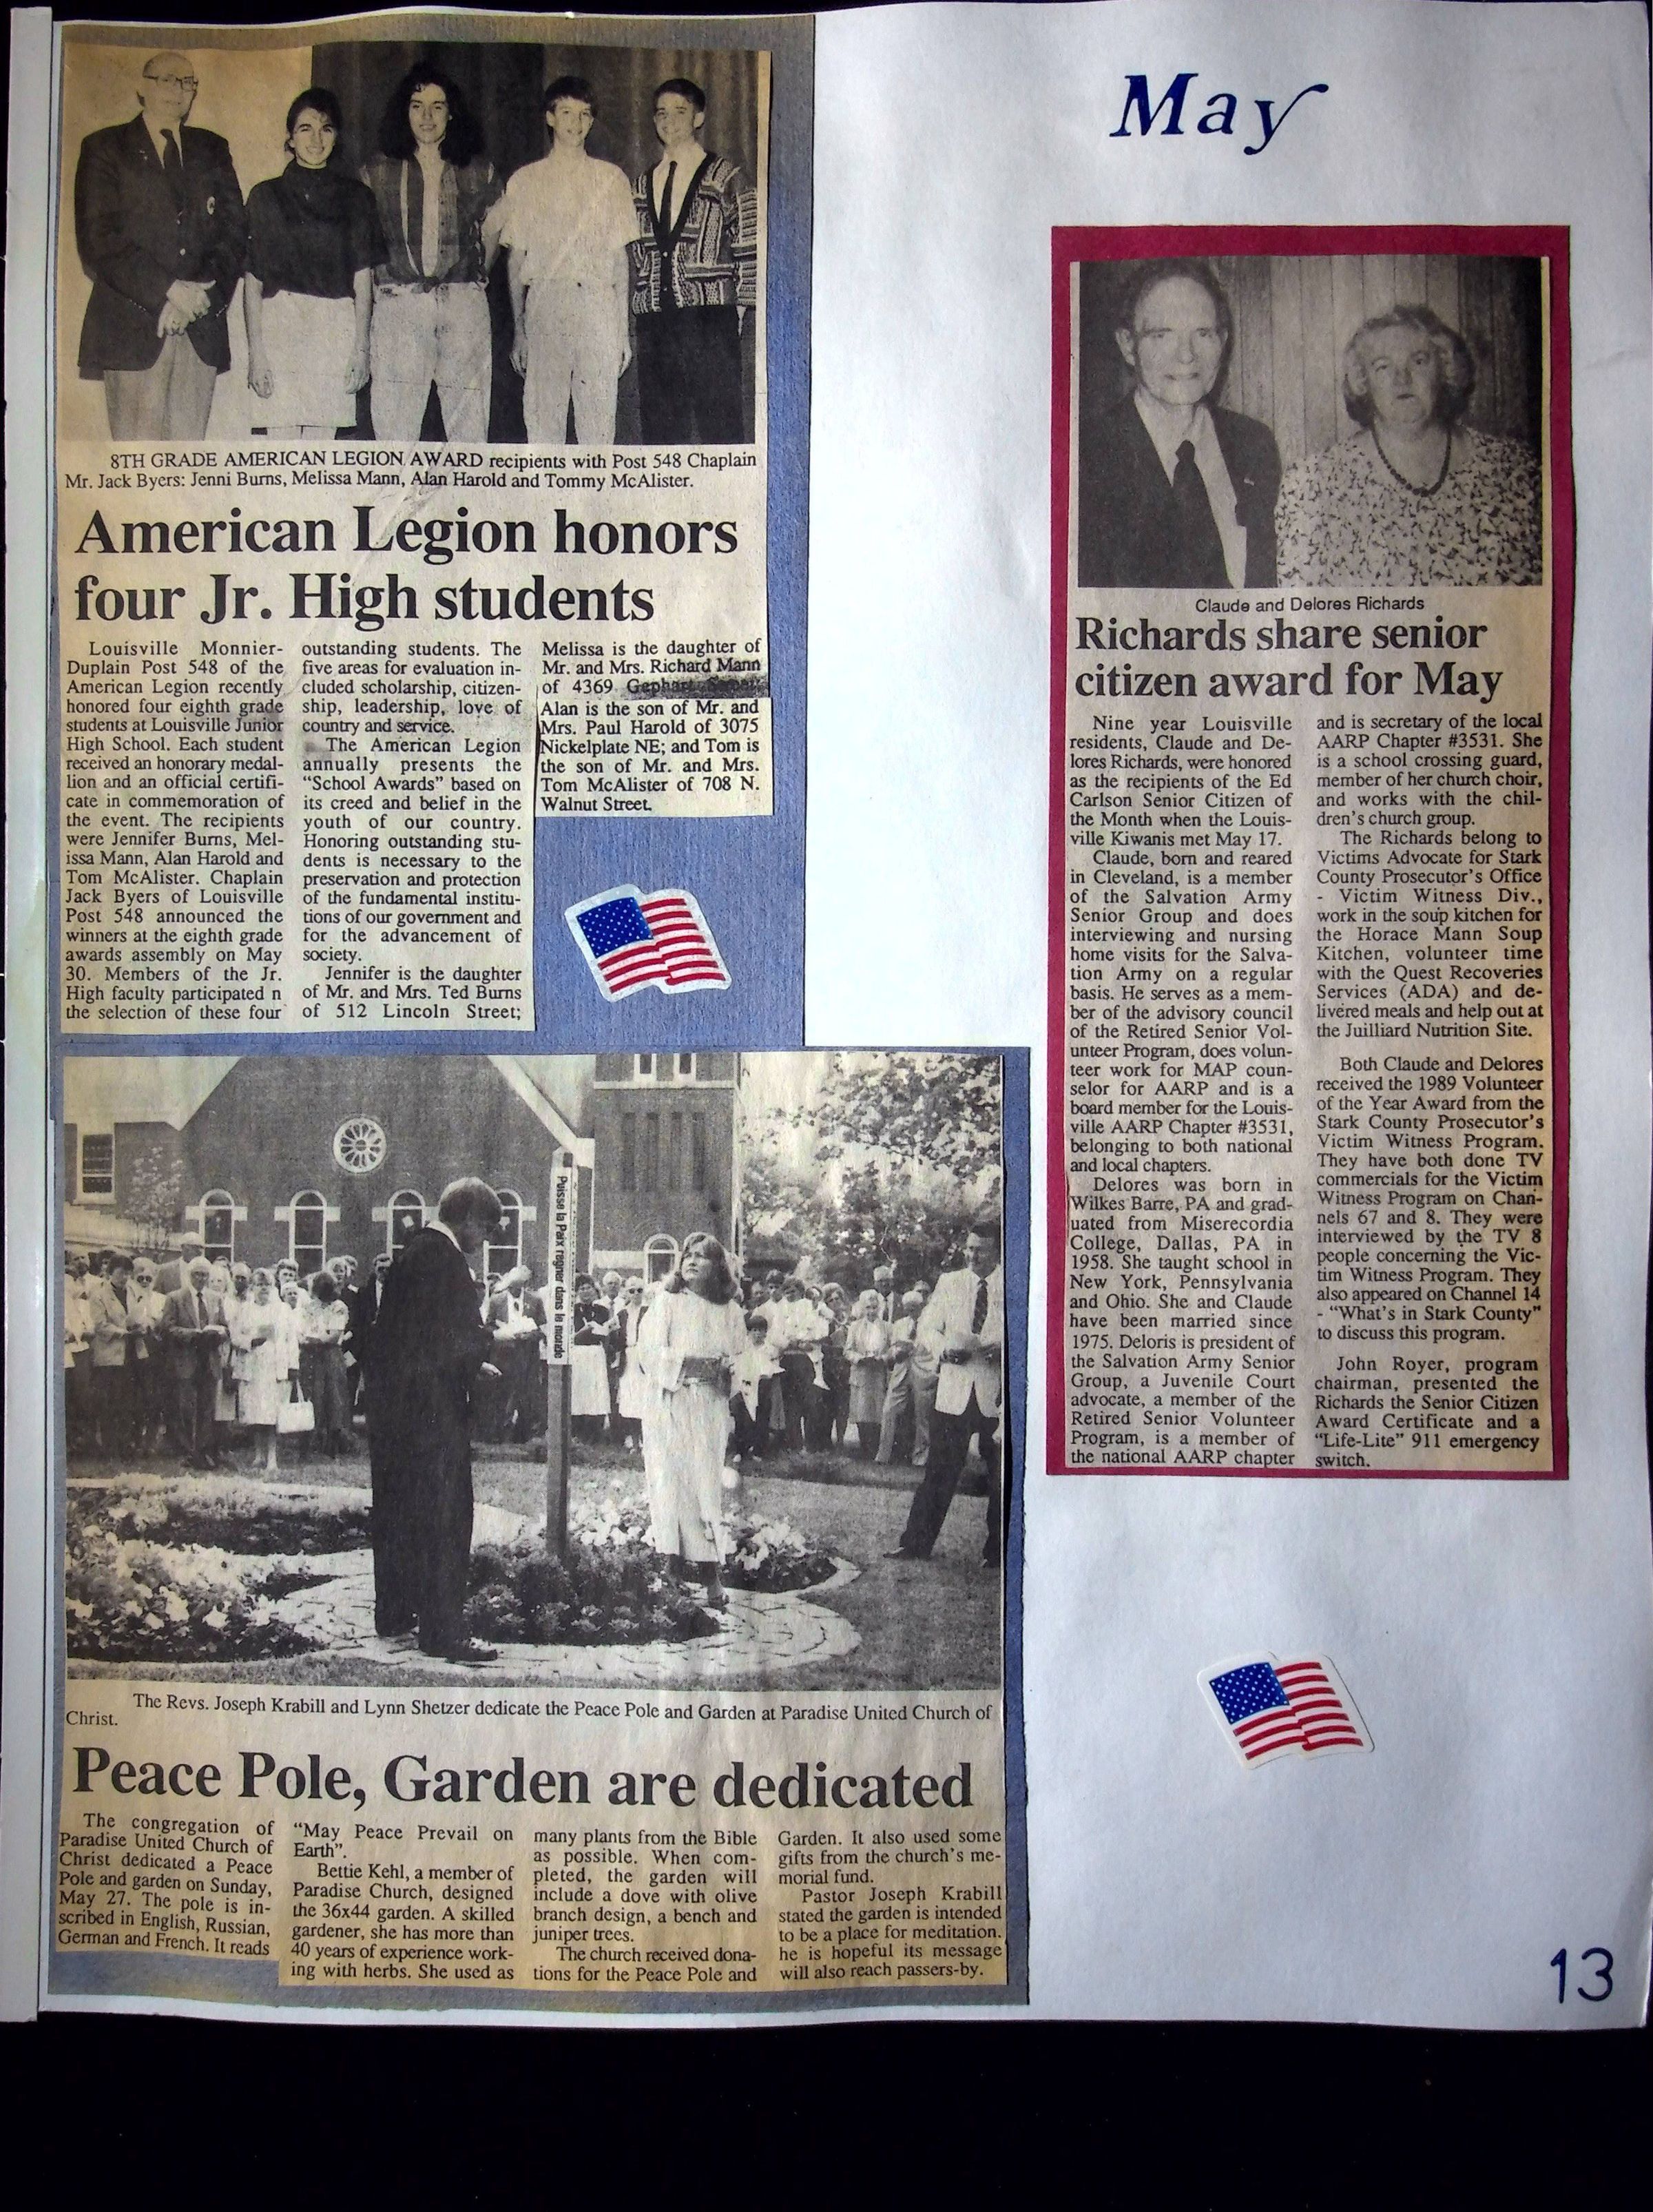 May
8TH GRADE AMERICAN LEGION AWARD recipients with Post 548 Chaplain
Mr. Jack Byers: Jenni Burns, Melissa Mann, Alan Harold and Tommy McAlister.
American Legion honors
four Jr. High students
Louisville Monnier-
Duplain Post 548 of the
American Legion recently
honored four eighth grade
students at Louisville Junior
High School. Each student
received an honorary medal-
lion and an official certifi-
cate in commemoration of
the event. The recipients
were Jennifer Burns, Mel-
issa Mann, Alan Harold and
Tom McAlister. Chaplain
Jack Byers of Louisville
Post 548 announced the
winners at the eighth grade
awards assembly on May
30. Members of the Jr.
High faculty participated n
the selection of these four
outstanding students. The
five areas for evaluation in-
cluded scholarship, citizen-
ship, leadership, love of
country and service.
The American Legion
annually presents the
"School Awards" based on
its creed and belief in the
youth of our country.
Honoring outstanding stu-
dents is necessary to the
preservation and protection
of the fundamental institu-
tions of our government and
for the advancement of
society.
Jennifer is the daughter
of Mr. and Mrs. Ted Burns
of 512 Lincoln Street;
Melissa is the daughter of
Mr. and Mrs. Richard Mann
of 4369
Alan is the son of Mr. and
Mrs. Paul Harold of 3075
Nickelplate NE; and Tom is
the son of Mr. and Mrs.
Tom McAlister of 708 N.
Walnut Street.
Puisse la Paix regner dans le monde
The Revs. Joseph Krabill and Lynn Shetzer dedicate the Peace Pole and Garden at Paradise United Church of
Christ.
Peace Pole, Garden are dedicated
The congregation of
Paradise United Church of
Christ dedicated a Peace
Pole and garden on Sunday,
May 27. The pole is in-
scribed in English, Russian,
German and French. It reads
"May Peace Prevail on
Earth".
Bettie Kehl, a member of
Paradise Church, designed
the 36x44 garden. A skilled
gardener, she has more than
40 years of experience work-
ing with herbs. She used as
many plants from the Bible
as possible. When com-
pleted, the garden will
include a dove with olive
branch design, a bench and
juniper trees.
The church received dona-
tions for the Peace Pole and
Garden. It also used some
gifts from the church's me-
morial fund.
Pastor Joseph Krabill
stated the garden is intended
to be a place for meditation.
he is hopeful its message
will also reach passers-by.
Claude and Delores Richards
Richards share senior
citizen award for May
Nine year Louisville
residents, Claude and De-
lores Richards, were honored
as the recipients of the Ed
Carlson Senior Citizen of
the Month when the Louis-
ville Kiwanis met May 17.
Claude, born and reared
in Cleveland, is a member
of the Salvation Army
Senior Group and does
interviewing and nursing
home visits for the Salva-
tion Army on a regular
basis. He serves as a mem-
ber of the advisory council
of the Retired Senior Vol-
unteer Program, does volun-
teer work for MAP coun-
selor for AARP and is a
board member for the Louis-
ville AARP Chapter #3531,
belonging to both national
and local chapters.
Delores was born in
Wilkes Barre, PA and grad-
uated from Miserecordia
College, Dallas, PA in
1958. She taught school in
New York, Pennsylvania
and Ohio. She and Claude
have been married since
1975. Deloris is president of
the Salvation Army Senior
Group, a Juvenile Court
advocate, a member of the
Retired Senior Volunteer
Program, is a member of
the national AARP chapter
and is secretary of the local
AARP Chapter #3531. She
is a school crossing guard,
member of her church choir,
and works with the chil-
dren's church group.
The Richards belong to
Victims Advocate for Stark
County Prosecutor's Office
- Victim Witness Div.,
work in the soup kitchen for
the Horace Mann Soup
Kitchen, volunteer time
with the Quest Recoveries
Services (ADA) and de-
livered meals and help out at
the Juilliard Nutrition Site.
Both Claude and Delores
received the 1989 Volunteer
of the Year Award from the
Stark County Prosecutor's
Victim Witness Program.
They have both done TV
commercials for the Victim
Witness Program on Chan-
nels 67 and 8. They were
interviewed by the TV 8
people concerning the Vic-
tim Witness Program. They
also appeared on Channel 14
- "What's in Stark County"
to discuss this program.
John Royer, program
chairman, presented the
Richards the Senior Citizen
Award Certificate and a
"Life-Lite" 911 emergency
switch.
13